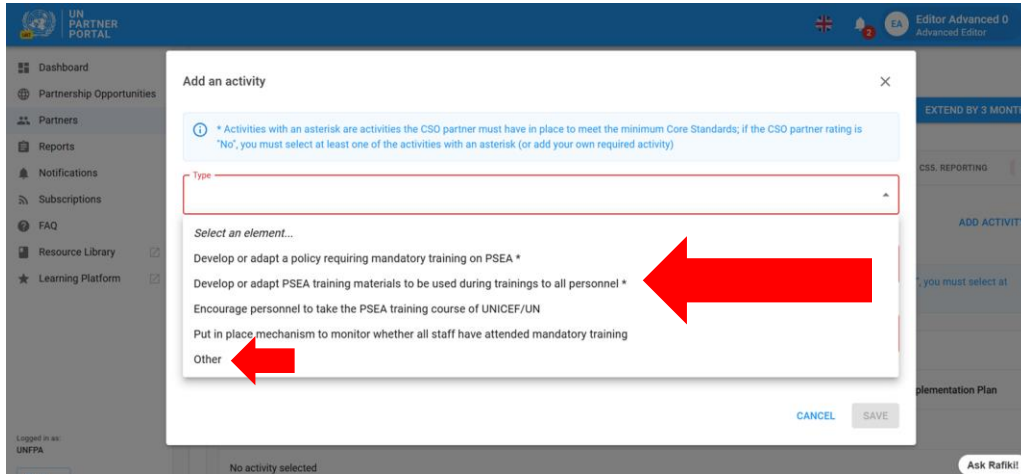 UN
PARTNER
PORTAL
2
EA
Editor Advanced 0
Advanced Editor
Dashboard
Partnership Opportunities
Partners
Reports
Notifications
Subscriptions
FAQ
Resource Library
Learning Platform
Logged in as:
UNFPA
Add an activity
* Activities with an asterisk are activities the CSO partner must have in place to meet the minimum Core Standards; if the CSO partner rating is
"No", you must select at least one of the activities with an asterisk (or add your own required activity)
Type
Select an element...
Develop or adapt a policy requiring mandatory training on PSEA *
Develop or adapt PSEA training materials to be used during trainings to all personnel *
Encourage personnel to take the PSEA training course of UNICEF/UN
Put in place mechanism to monitor whether all staff have attended mandatory training
Other
CANCEL
SAVE
EXTEND BY 3 MONT
CSS. REPORTING
ADD ACTIVIT
", you must select at
plementation Plan
No activity selected
Ask Rafiki!